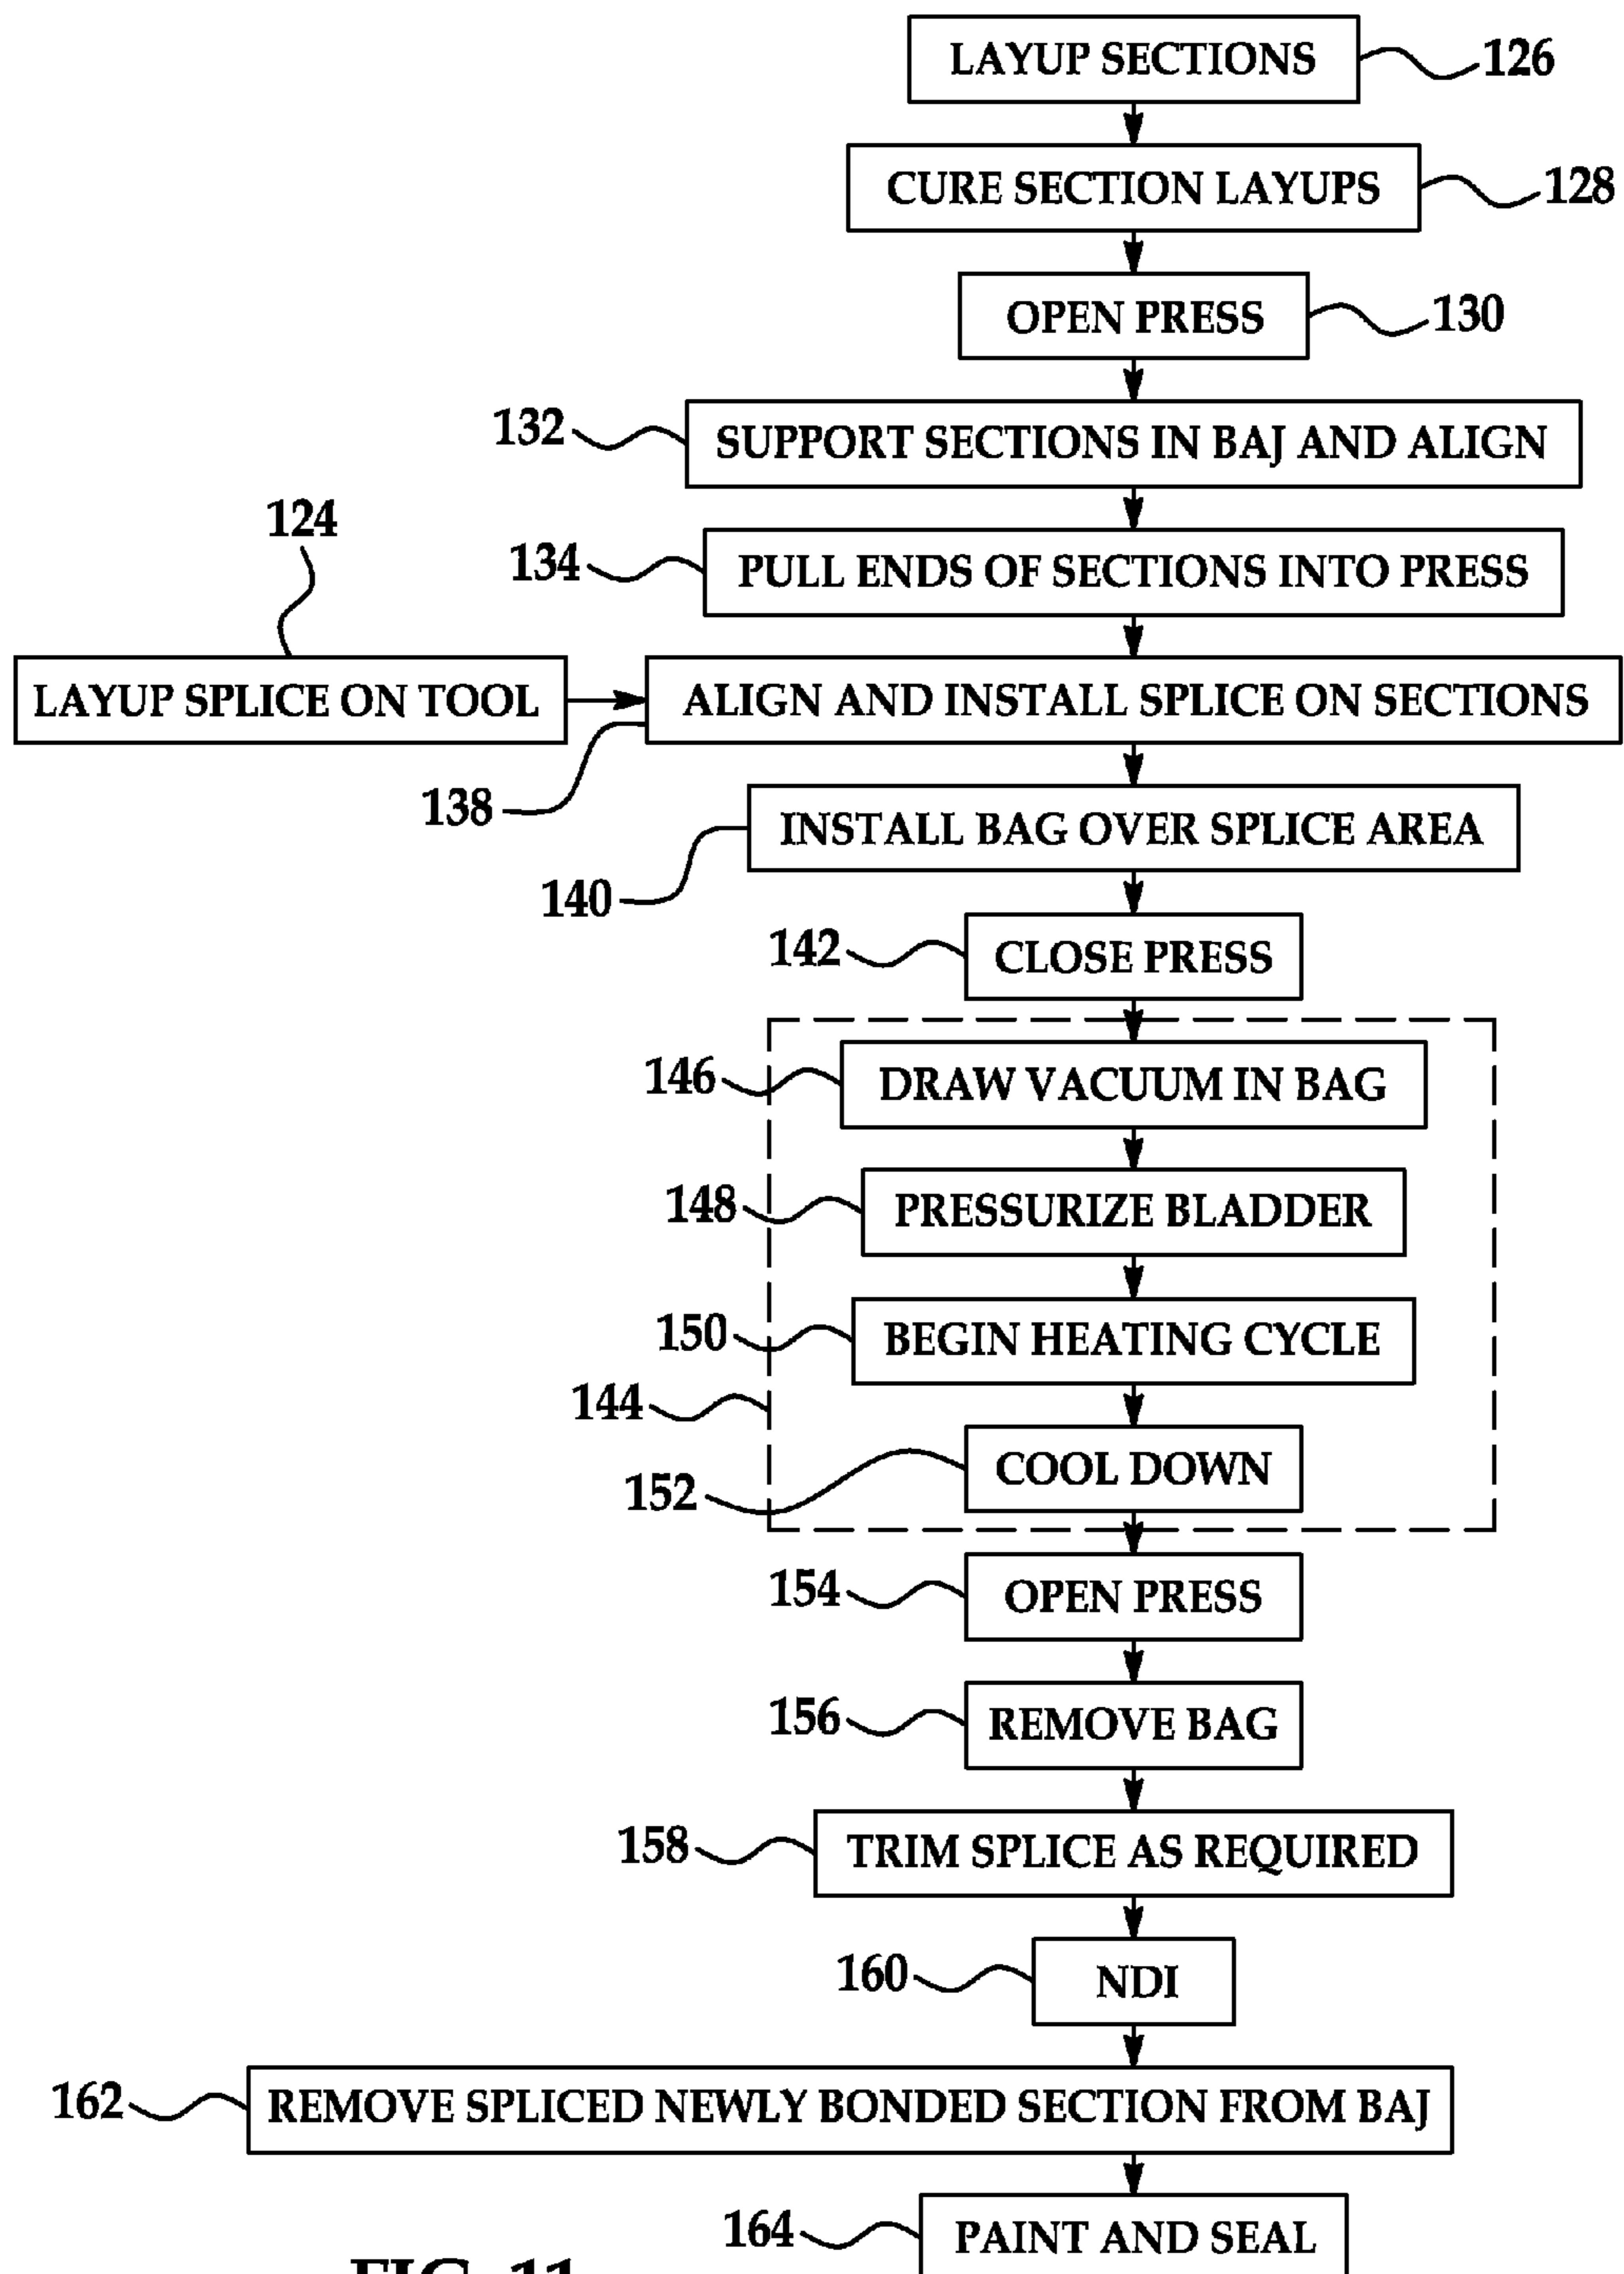 LAYUP SECTIONS
126
CURE SECTION LAYUPS
128
OPEN PRESS
130
132
SUPPORT SECTIONS IN BAJ AND ALIGN
124
134
PULL ENDS OF SECTIONS INTO PRESS
LAYUP SPLICE ON TOOL
ALIGN AND INSTALL SPLICE ON SECTIONS
138
INSTALL BAG OVER SPLICE AREA
140
142
CLOSE PRESS
146
DRAW VACUUM IN BAG
148
PRESSURIZE BLADDER
150
BEGIN HEATING CYCLE
144
152
COOL DOWN
154
OPEN PRESS
156
REMOVE BAG
158
TRIM SPLICE AS REQUIRED
160
NDI
162
REMOVE SPLICED NEWLY BONDED SECTION FROM BAJ
164
PAINT AND SEAL
FIG. 11